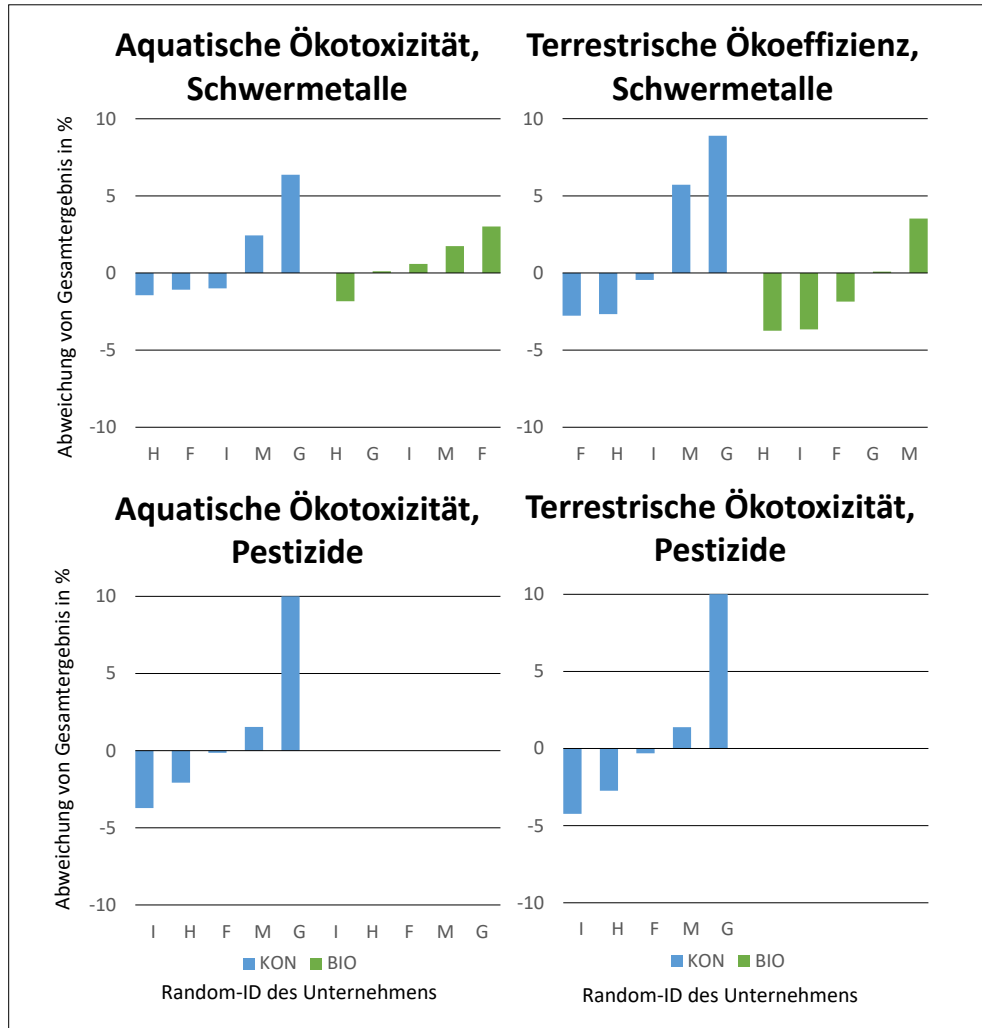 Aquatische Ökotoxizität,
Schwermetalle
Abweichung von Gesamtergebnis in %
10
5
0
-5
-10
H F I M G H G I M F
Terrestrische Ökoeffizienz,
Schwermetalle
10
5
0
-5
-10
F H I M G H I F G M
Aquatische Ökotoxizität,
Pestizide
Abweichung von Gesamtergebnis in %
10
5
0
-5
-10
I H F M G I H F M G
KON BIO
Random-ID des Unternehmens
Terrestrische Ökotoxizität,
Pestizide
10
5
0
-5
-10
I H F M G
KON BIO
Random-ID des Unternehmens